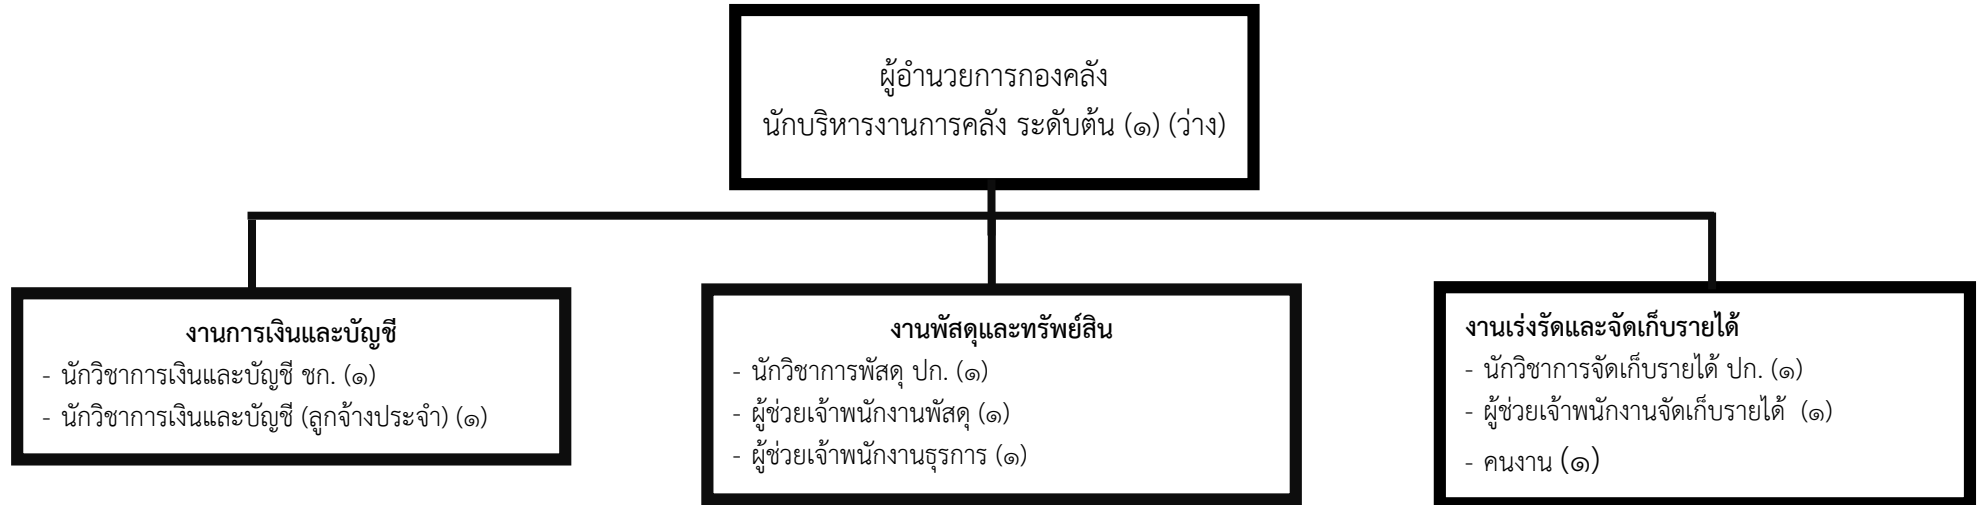 ผู้อำนวยการกองคลัง
นักบริหารงานการคลัง ระดับต้น (๑) (ว่าง)
งานการเงินและบัญชี
- นักวิชาการเงินและบัญชี ชก. (๑)
- นักวิชาการเงินและบัญชี (ลูกจ้างประจำ) (๑)
งานพัสดุและทรัพย์สิน
- นักวิชาการพัสดุ ปก. (๑)
- ผู้ช่วยเจ้าพนักงานพัสดุ (๑)
- ผู้ช่วยเจ้าพนักงานธุรการ (๑)
งานเร่งรัดและจัดเก็บรายได้
- นักวิชาการจัดเก็บรายได้ ปก. (๑)
- ผู้ช่วยเจ้าพนักงานจัดเก็บรายได้ (๑)
- คนงาน (๑)